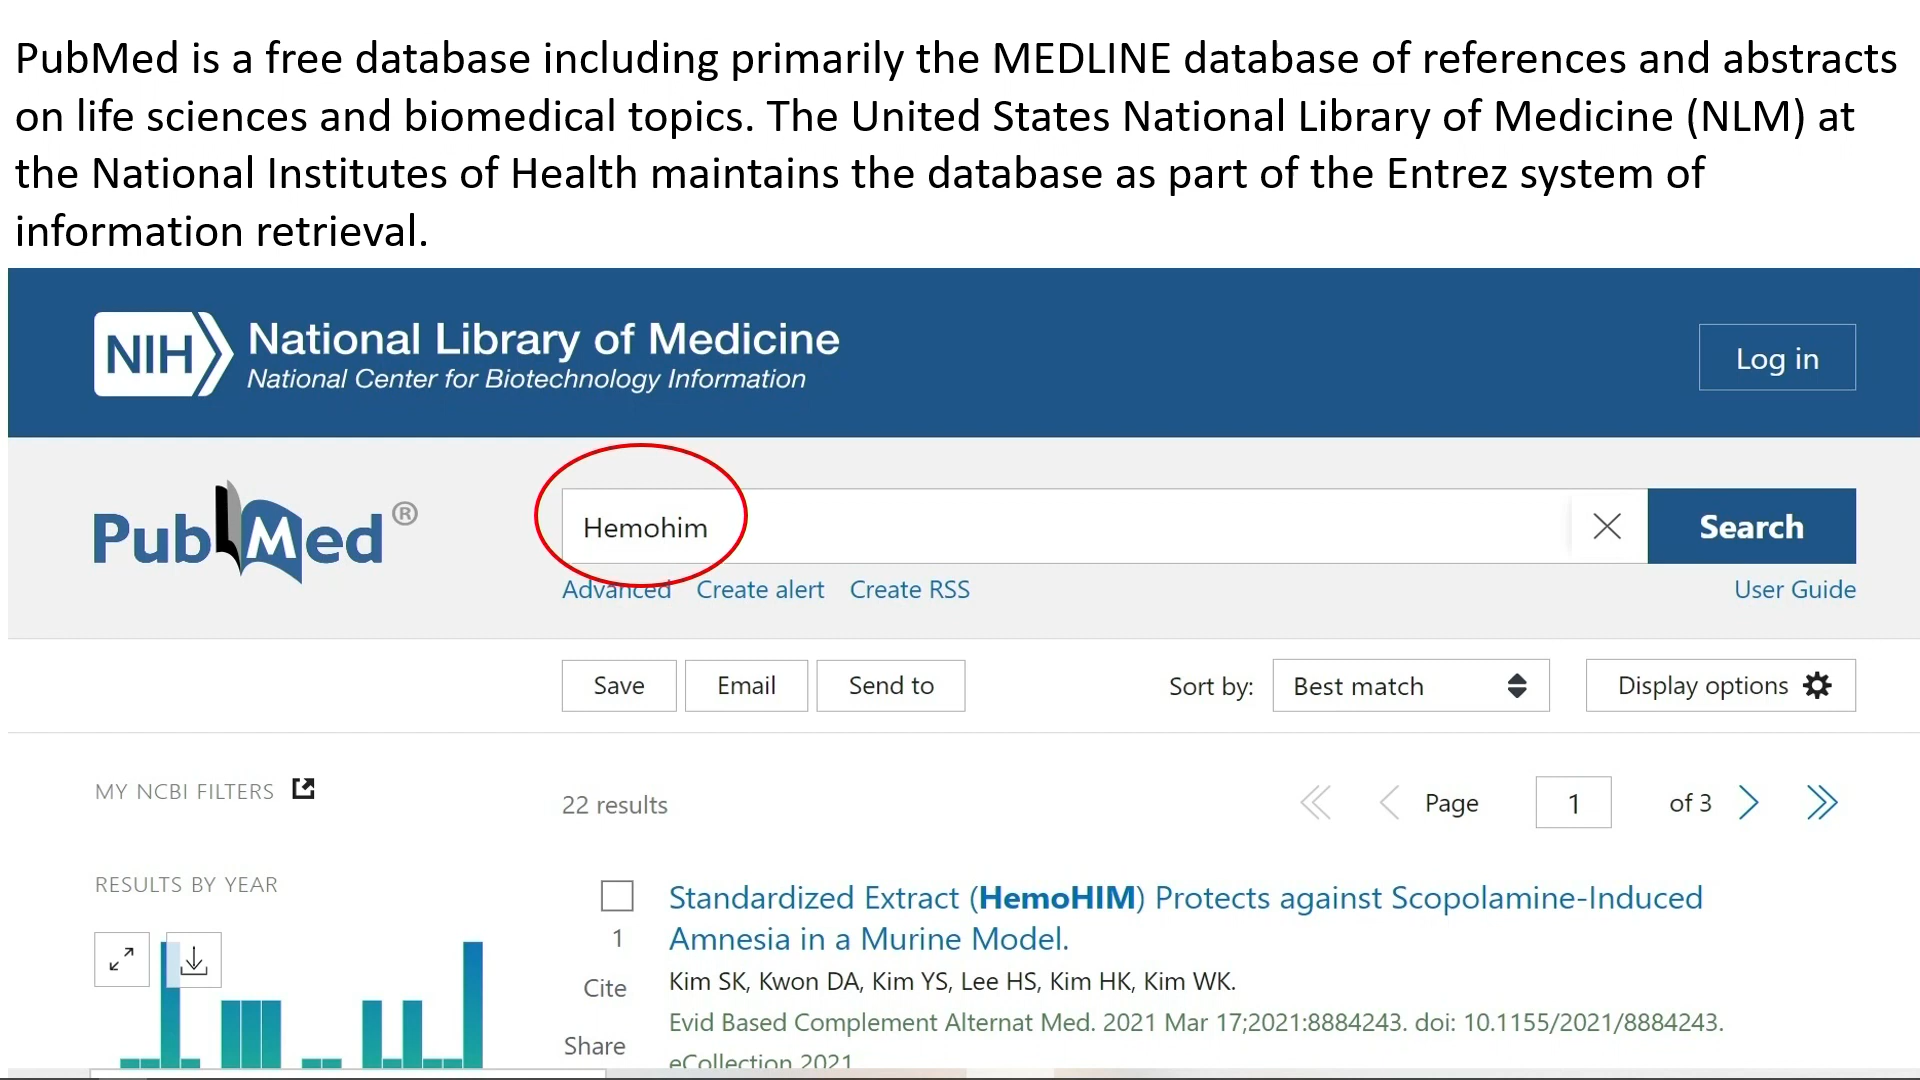 PubMed is a free database including primarily the MEDLINE database of references and abstracts
on life sciences and biomedical topics. The United States National Library of Medicine (NLM) at
the National Institutes of Health maintains the database as part of the Entrez system of
information retrieval.
NIH National Library of Medicine
National Center for Biotechnology Information
Log in
PubMed®
Hemohim
Search
Advanced Create alert Create RSS
User Guide
Save Email Send to
Sort by: Best match
Display options
MY NCBI FILTERS
22 results
Page 1 of 3
RESULTS BY YEAR
Standardized Extract (HemoHIM) Protects against Scopolamine-Induced
1
Amnesia in a Murine Model.
Kim SK, Kwon DA, Kim YS, Lee HS, Kim HK, Kim WK.
Cite
Evid Based Complement Alternat Med. 2021 Mar 17;2021:8884243. doi: 10.1155/2021/8884243.
Share
eCollection 2021